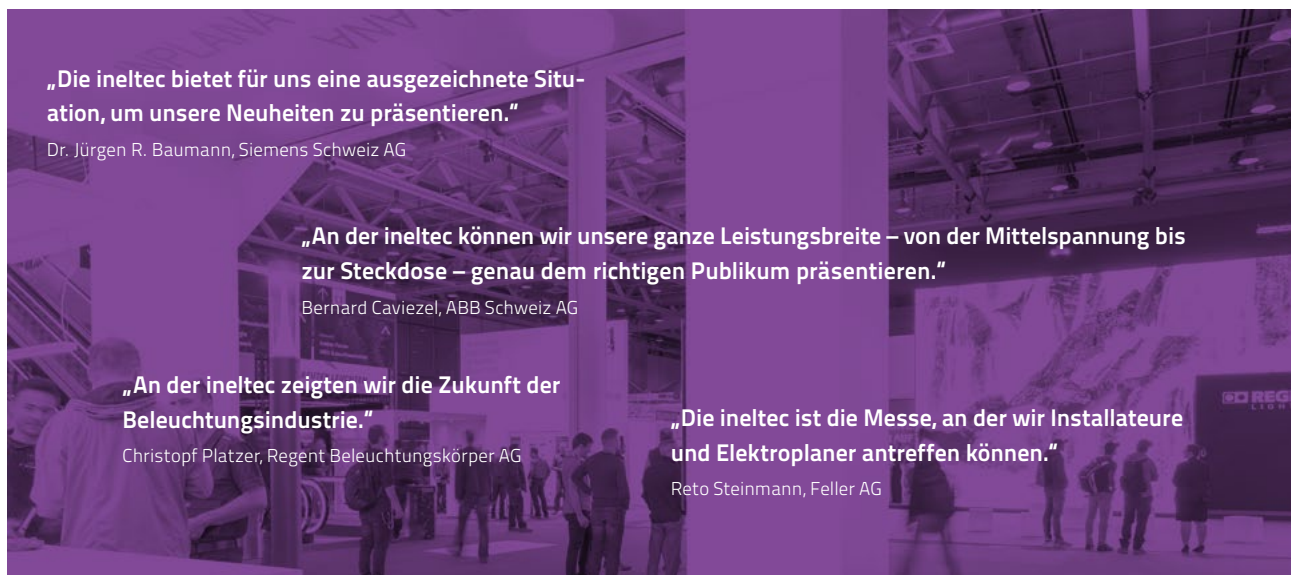 „Die ineltec bietet für uns eine ausgezeichnete Situ-
ation, um unsere Neuheiten zu präsentieren.“
Dr. Jürgen R. Baumann, Siemens Schweiz AG
„An der ineltec können wir unsere ganze Leistungsbreite – von der Mittelspannung bis
zur Steckdose – genau dem richtigen Publikum präsentieren.“
Bernard Caviezel, ABB Schweiz AG
„An der ineltec zeigten wir die Zukunft der
Beleuchtungsindustrie.“
Christopf Platzer, Regent Beleuchtungskörper AG
„Die ineltec ist die Messe, an der wir Installateure
und Elektroplaner antreffen können.“
Reto Steinmann, Feller AG